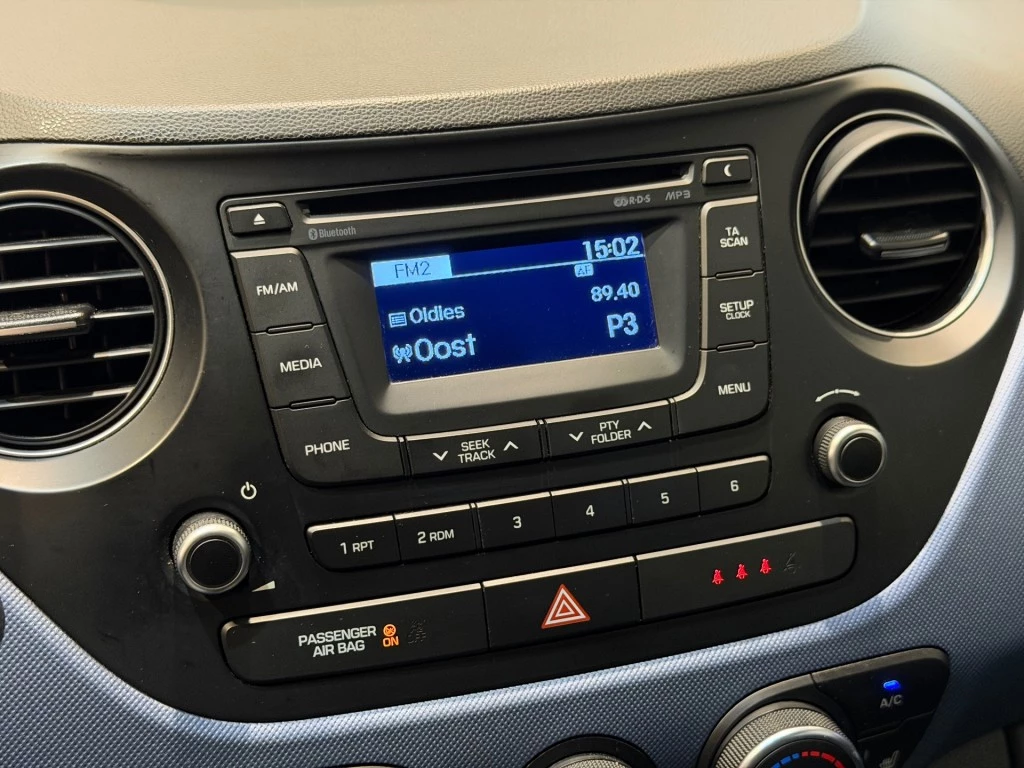 R·D·S MP3
Bluetooth
FM/AM
MEDIA
PHONE
FM2 15:02
AF
89.40
Oldies
Oost P3
TA
SCAN
SETUP
CLOCK
MENU
SEEK
TRACK
PTY
FOLDER
1 RPT 2 RDM 3 4 5 6
PASSENGER
AIR BAG
ON
A/C